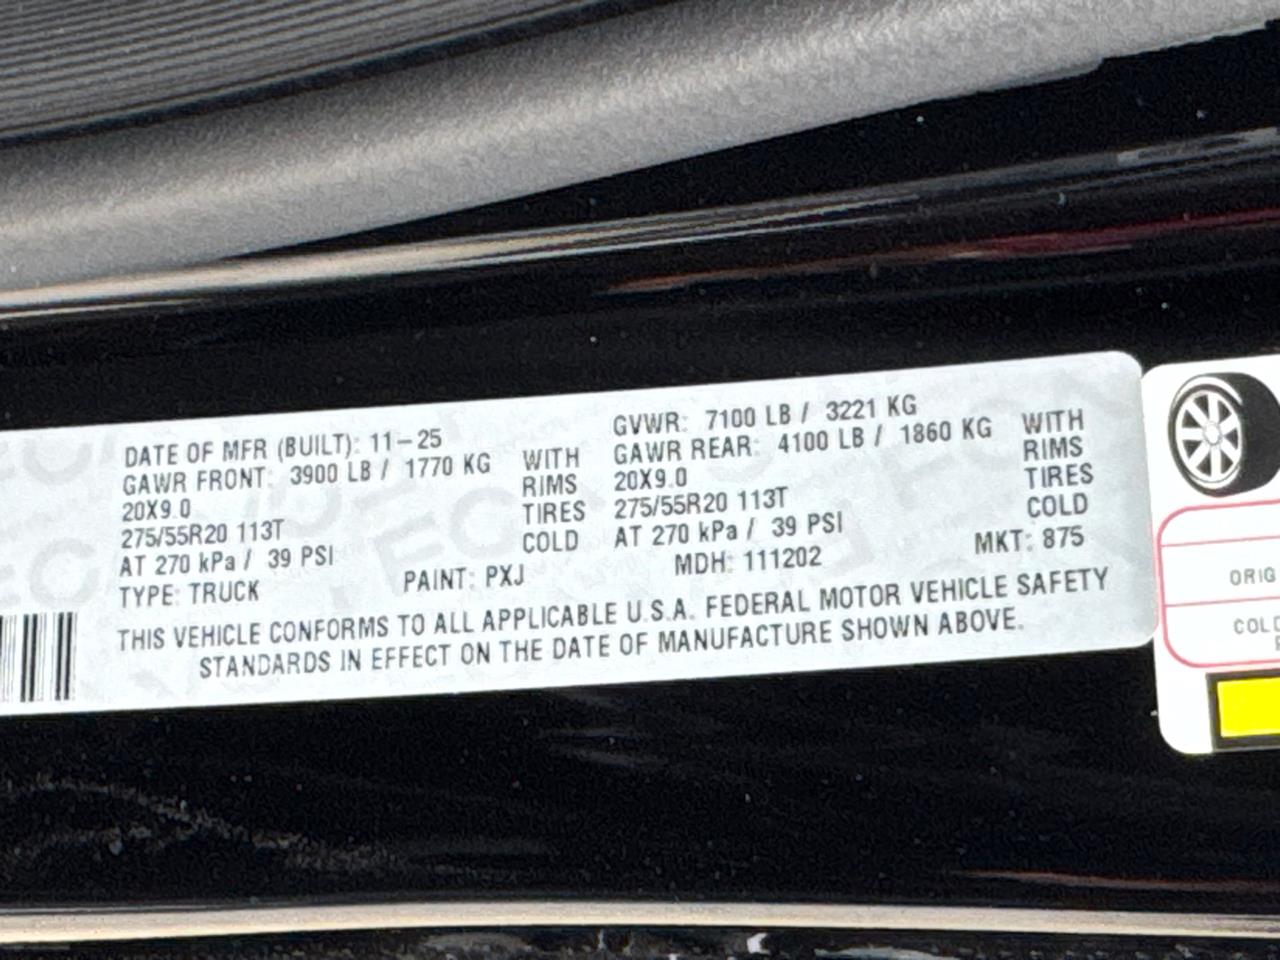 DATE OF MFR (BUILT): 11-25 GVWR: 7100 LB / 3221 KG
GAWR FRONT: 3900 LB / 1770 KG WITH GAWR REAR: 4100 LB / 1860 KG WITH
20X9.0 RIMS 20X9.0 RIMS
275/55R20 113T TIRES 275/55R20 113T TIRES
AT 270 kPa / 39 PSI COLD AT 270 kPa / 39 PSI COLD
TYPE: TRUCK PAINT: PXJ MDH: 111202 MKT: 875
THIS VEHICLE CONFORMS TO ALL APPLICABLE U.S.A. FEDERAL MOTOR VEHICLE SAFETY
STANDARDS IN EFFECT ON THE DATE OF MANUFACTURE SHOWN ABOVE.
ORIG
COLD